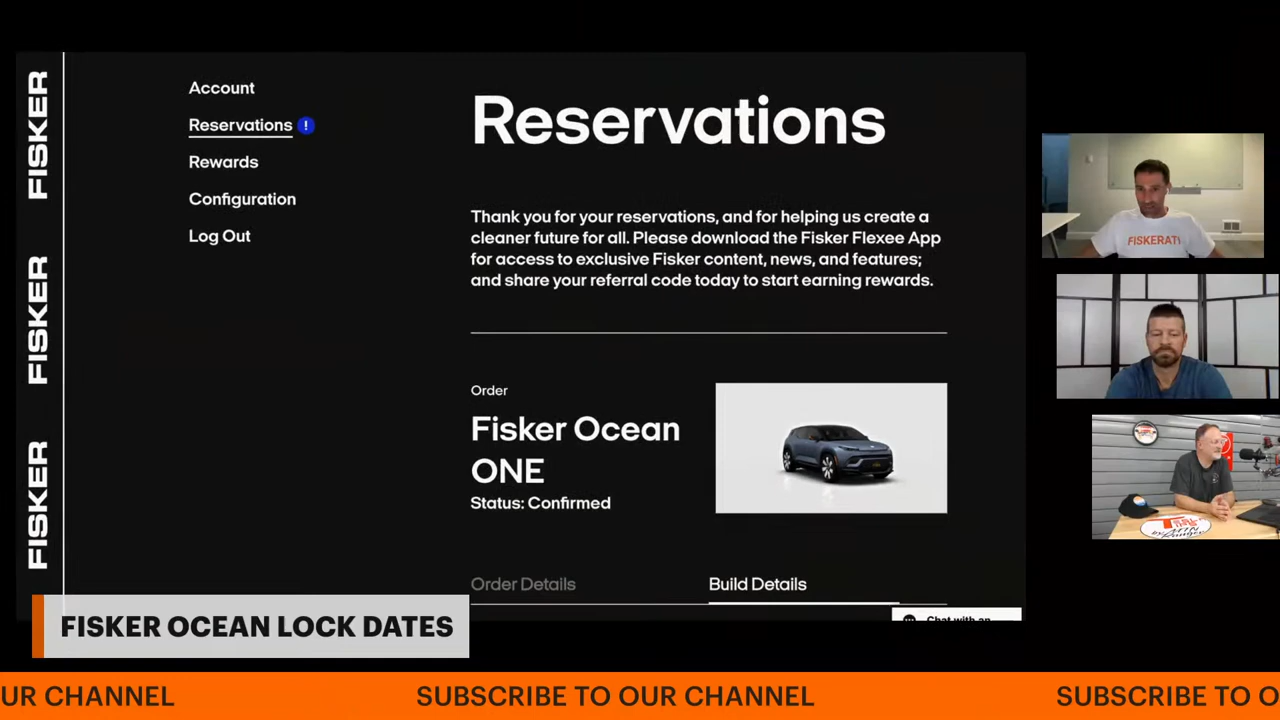 FISKER
FISKER
FISKER
Account
Reservations !
Rewards
Configuration
Log Out
Reservations
Thank you for your reservations, and for helping us create a
cleaner future for all. Please download the Fisker Flexee App
for access to exclusive Fisker content, news, and features;
and share your referral code today to start earning rewards.
Order
Fisker Ocean
ONE
Status: Confirmed
Order Details
Build Details
Chat with an
FISKERATI
FISKER OCEAN LOCK DATES
UR CHANNEL
SUBSCRIBE TO OUR CHANNEL
SUBSCRIBE TO O